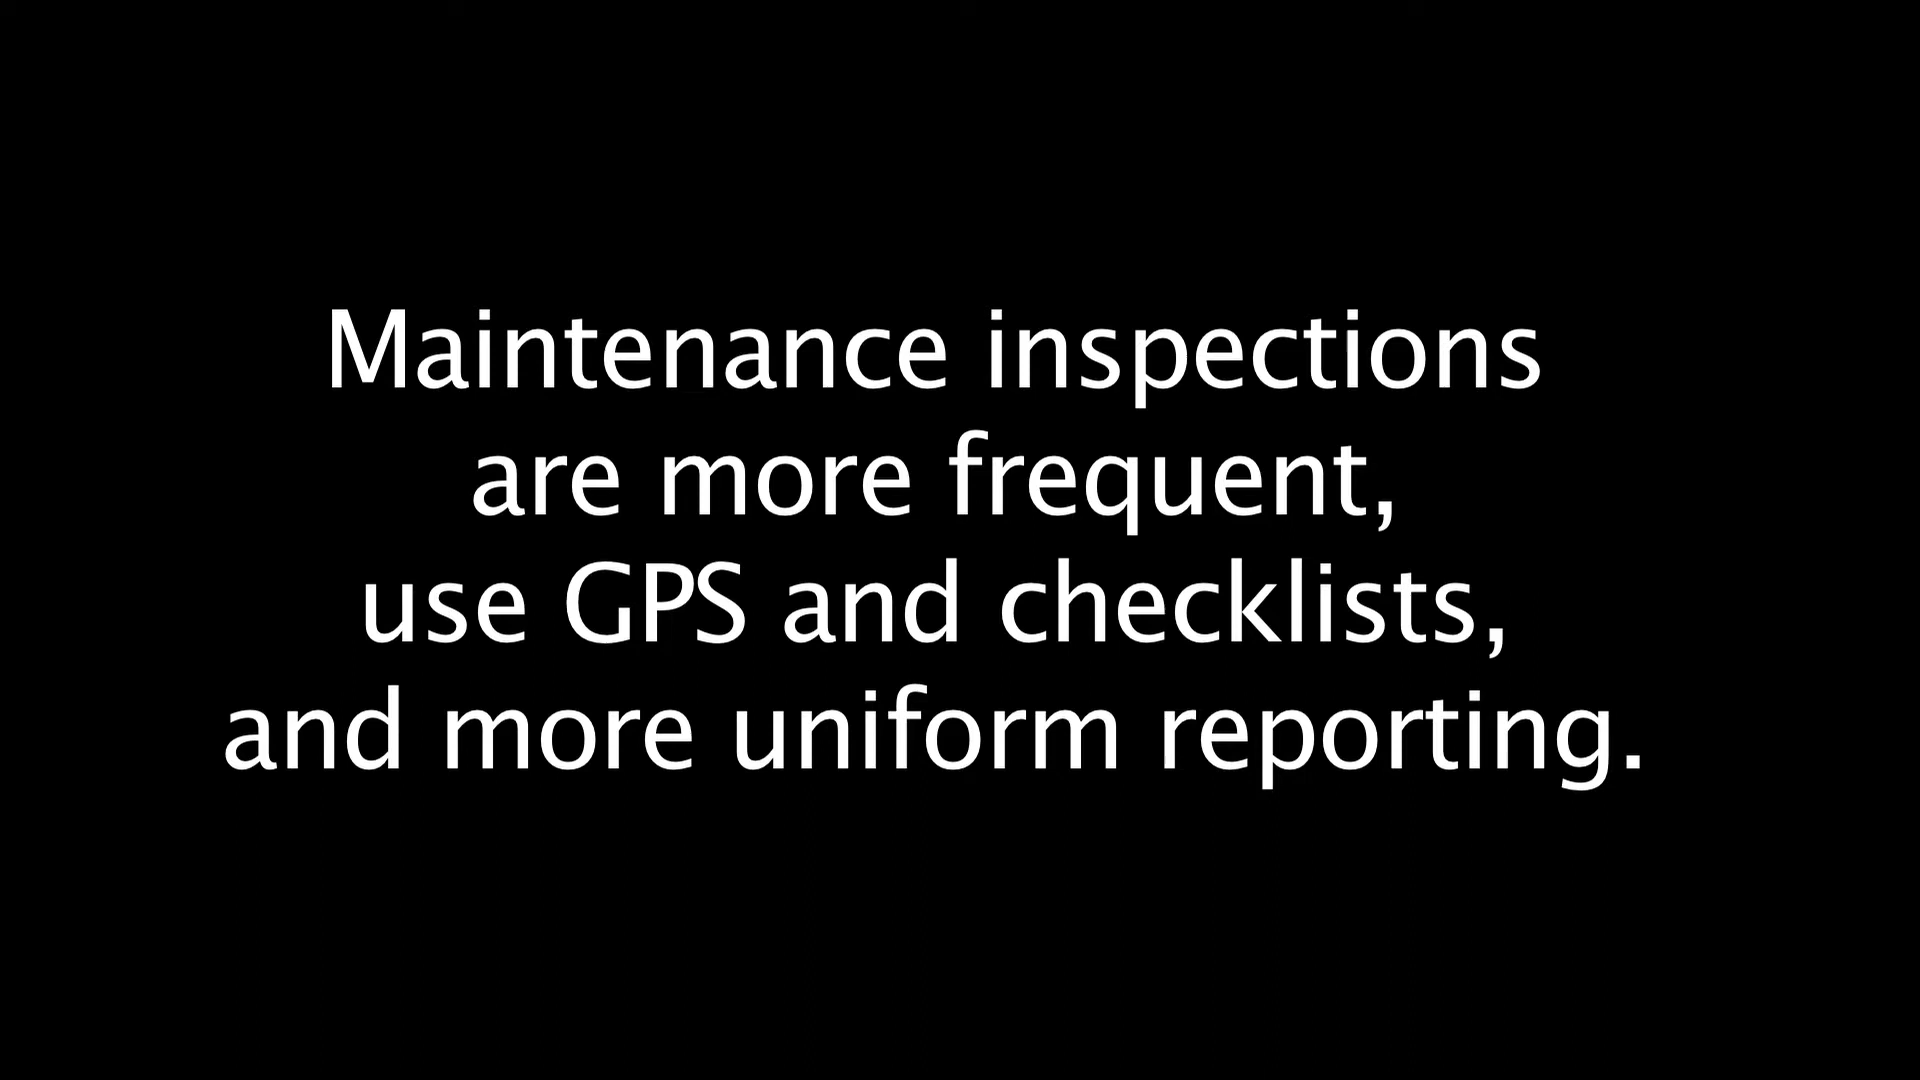 Maintenance inspections
are more frequent,
use GPS and checklists,
and more uniform reporting.